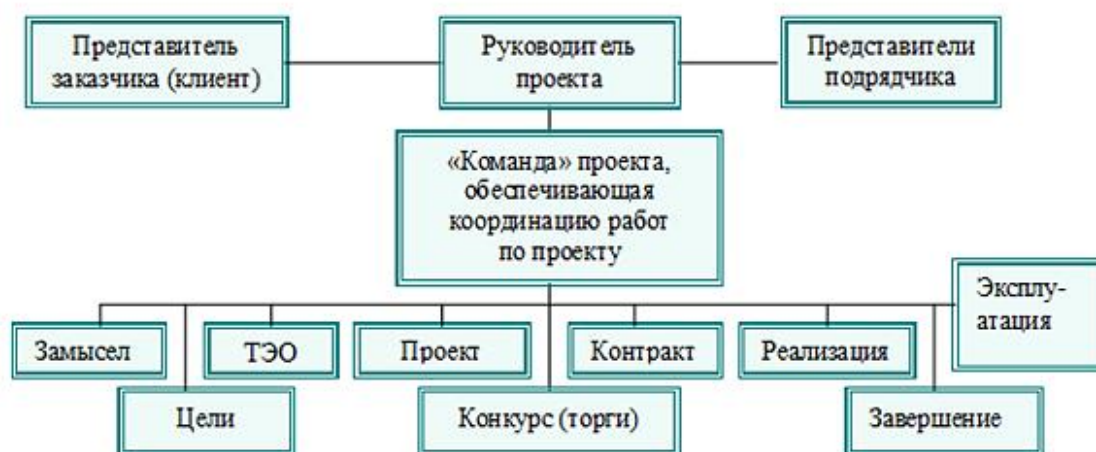 Представитель
заказчика (клиент)
Руководитель
проекта
Представители
подрядчика
«Команда» проекта,
обеспечивающая
координацию работ
по проекту
Эксплу-
атация
Замысел
ТЭО
Проект
Контракт
Реализация
Цели
Конкурс (торги)
Завершение